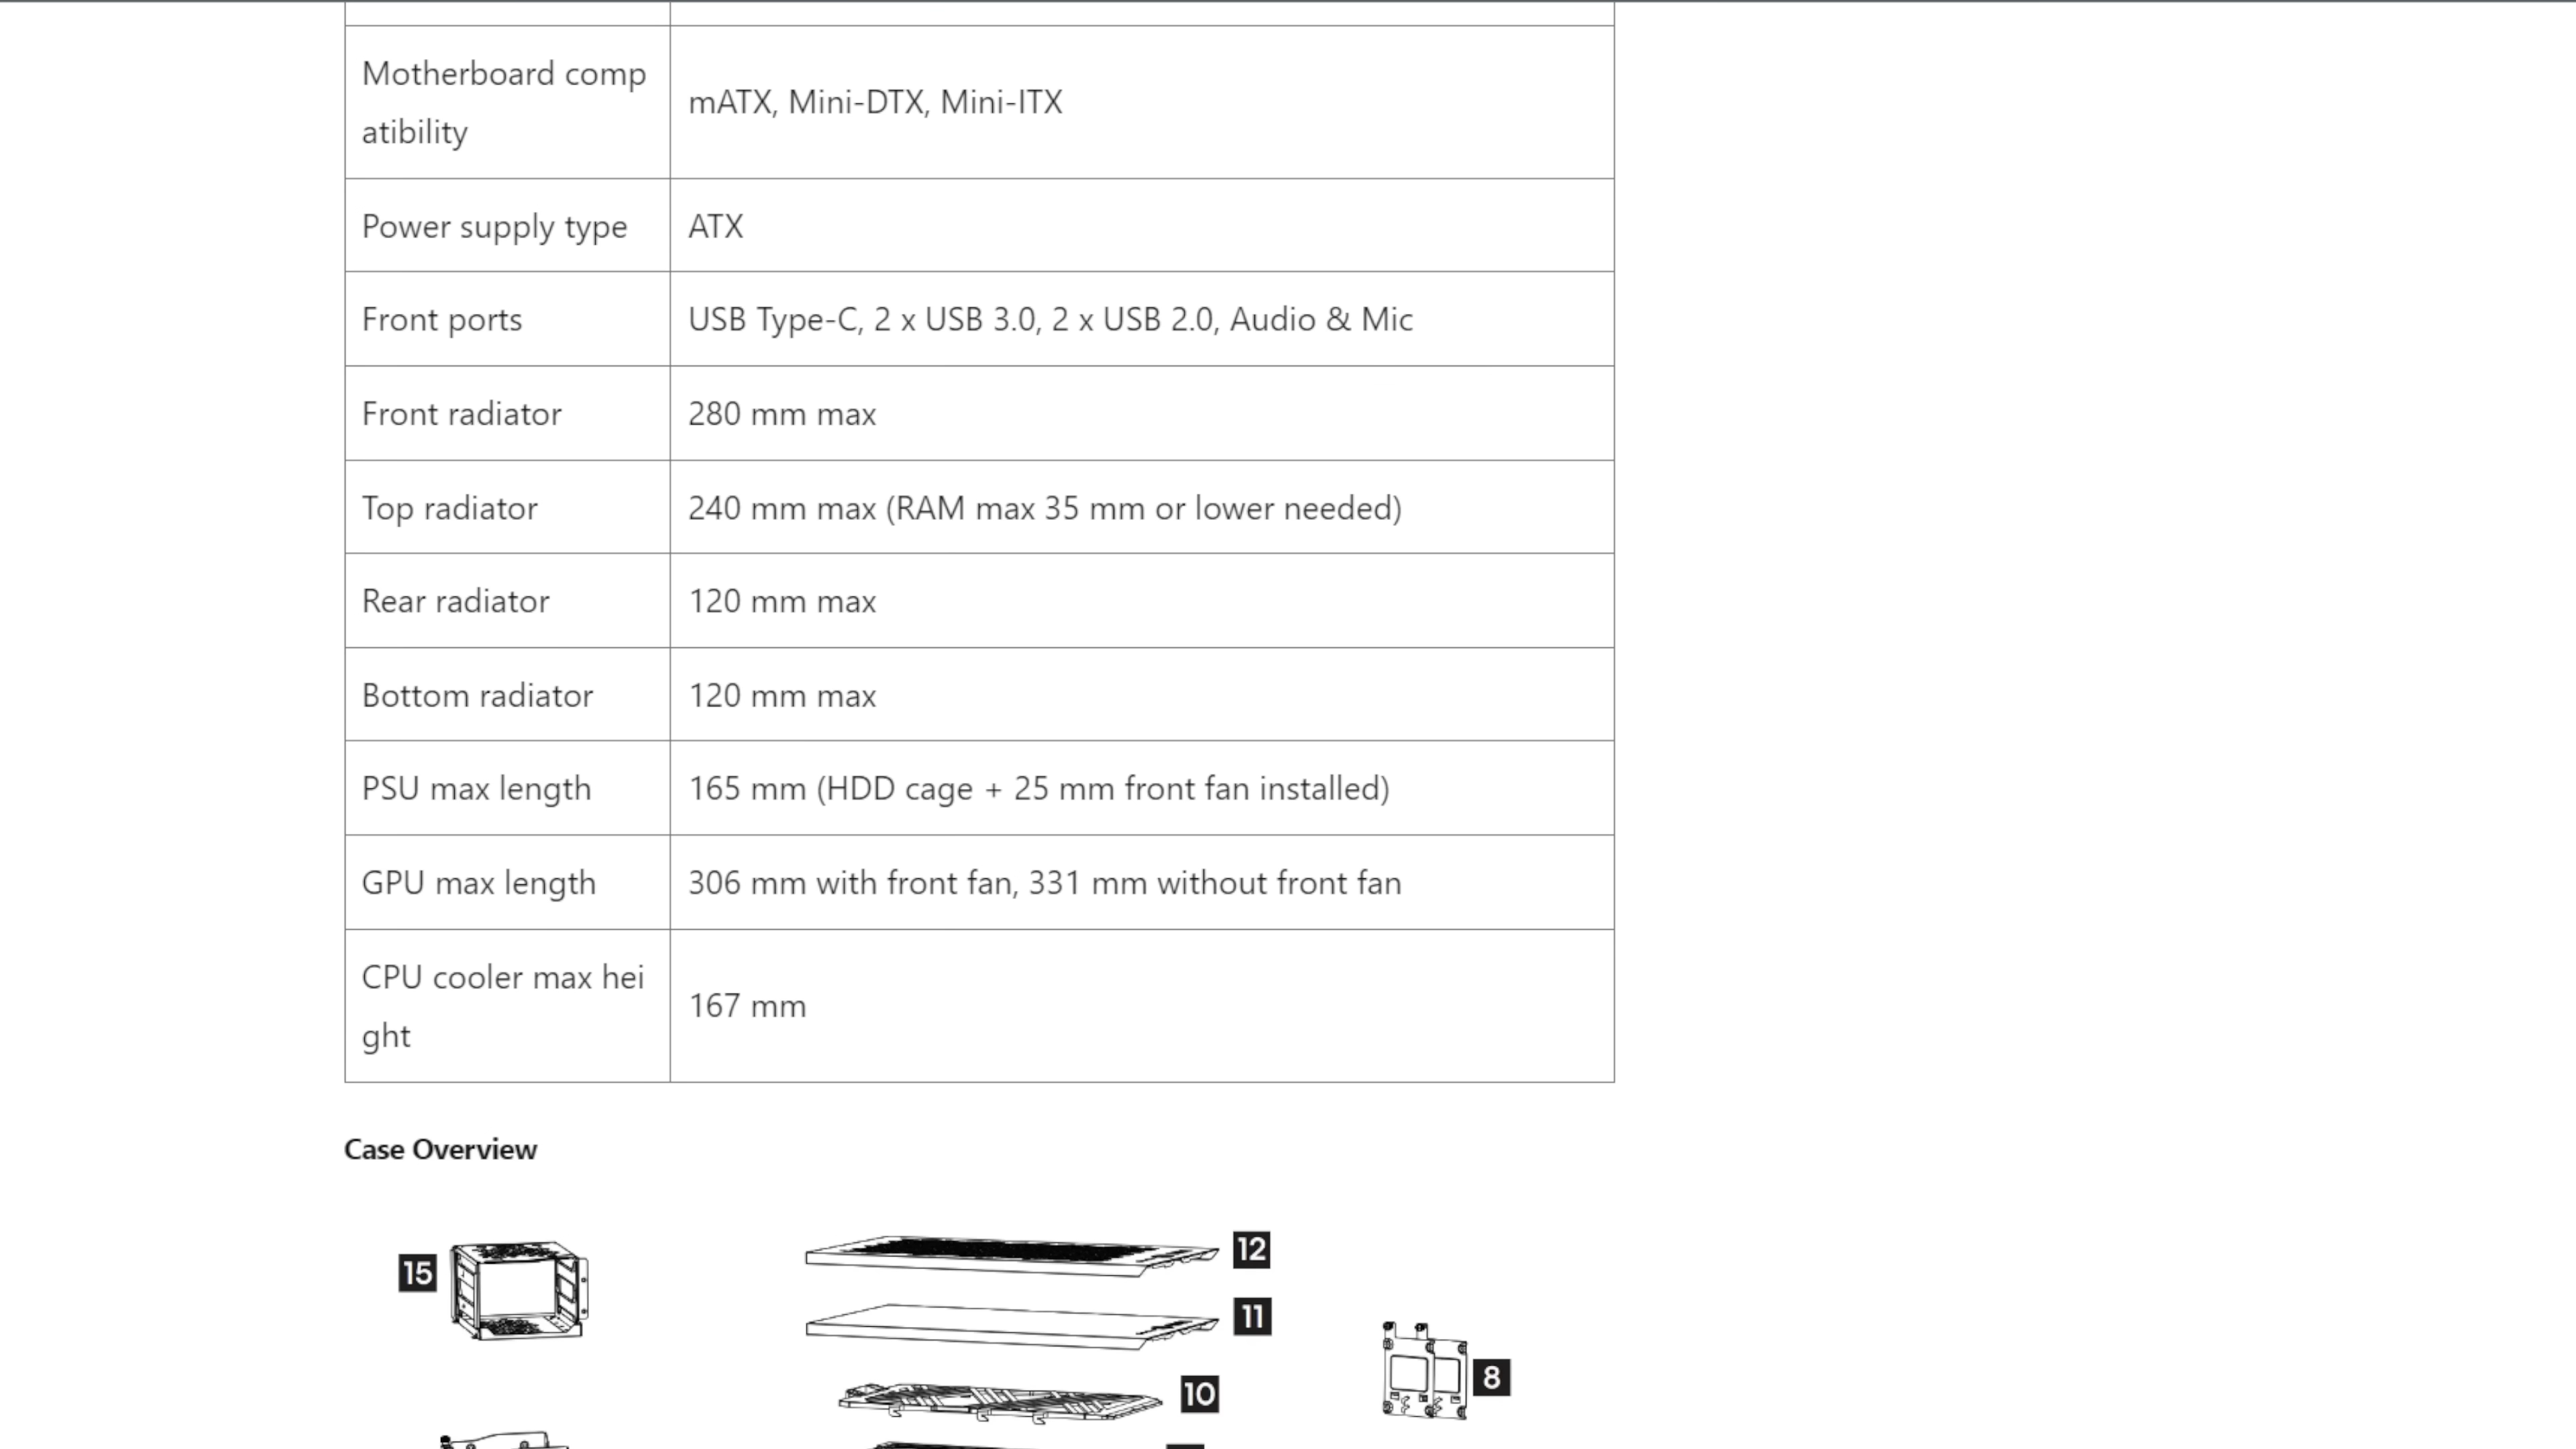 Motherboard comp
atibility
mATX, Mini-DTX, Mini-ITX
Power supply type
ATX
Front ports
USB Type-C, 2 x USB 3.0, 2 x USB 2.0, Audio & Mic
Front radiator
280 mm max
Top radiator
240 mm max (RAM max 35 mm or lower needed)
Rear radiator
120 mm max
Bottom radiator
120 mm max
PSU max length
165 mm (HDD cage + 25 mm front fan installed)
GPU max length
306 mm with front fan, 331 mm without front fan
CPU cooler max hei
ght
167 mm
Case Overview
15
12
11
10
8